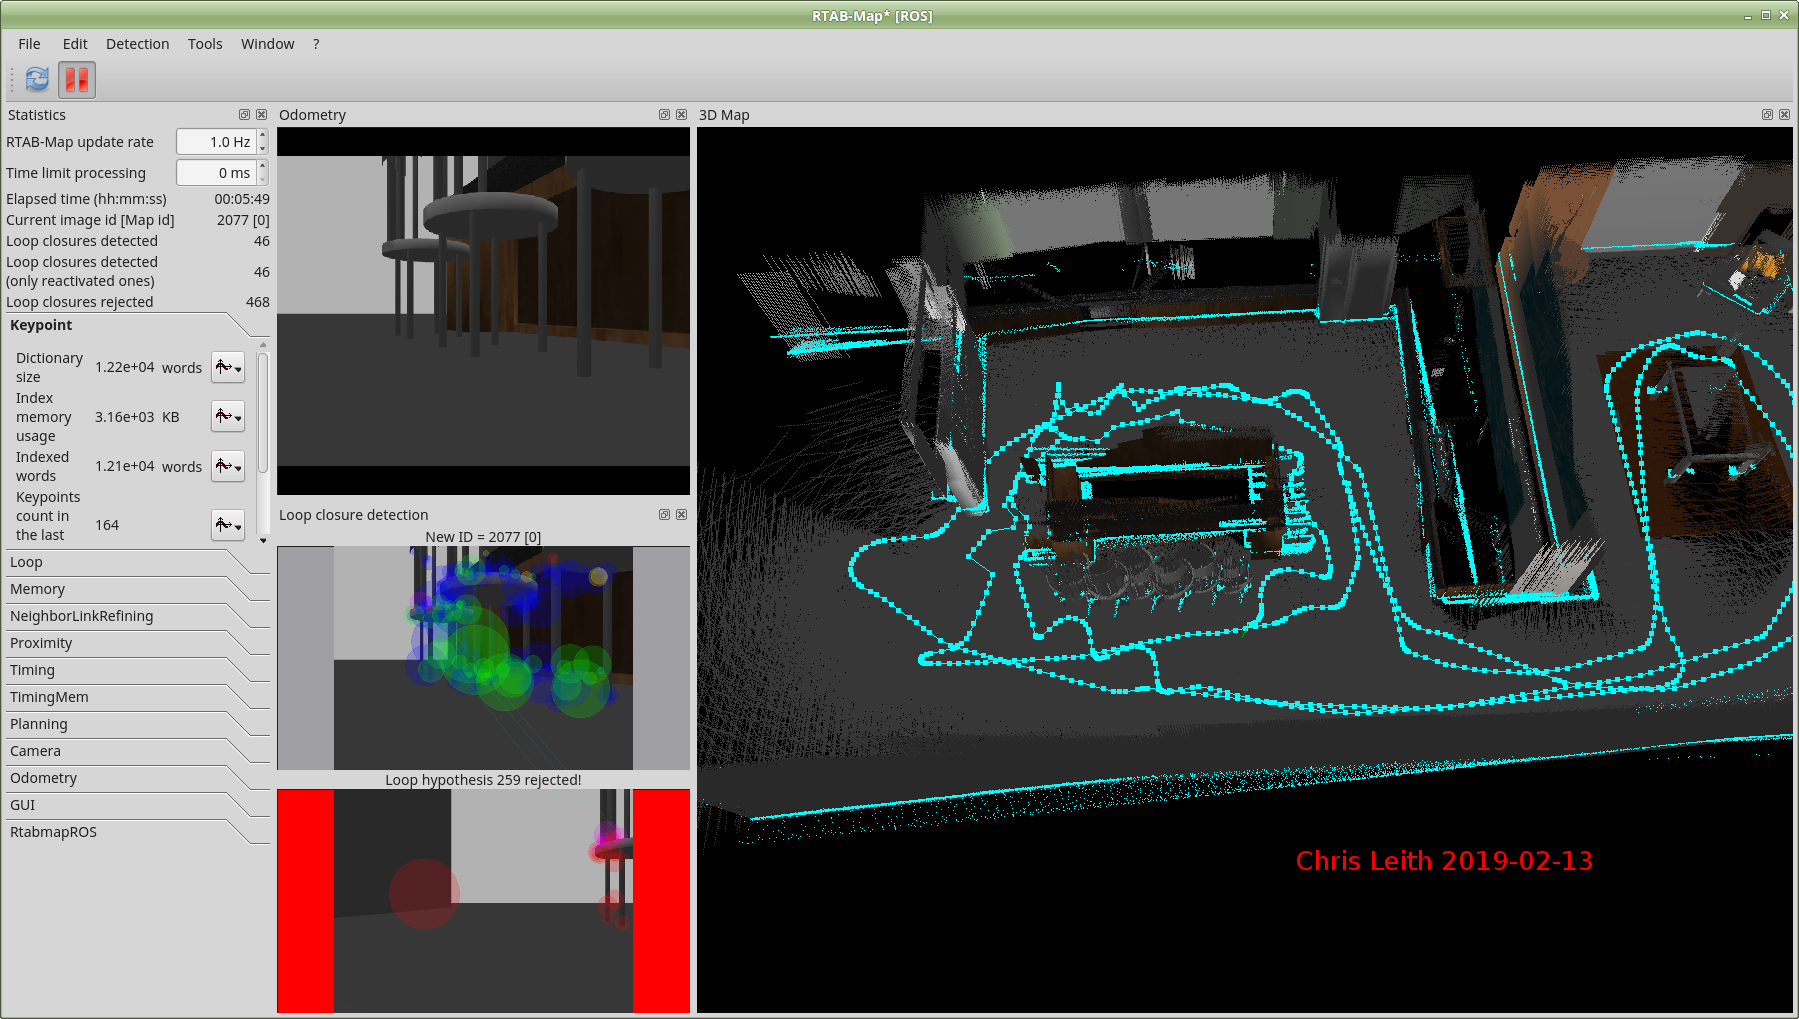 RTAB-Map* [ROS]
File Edit Detection Tools Window ?
Statistics
RTAB-Map update rate 1.0 Hz
Time limit processing 0 ms
Elapsed time (hh:mm:ss) 00:05:49
Current image id [Map id] 2077 [0]
Loop closures detected 46
Loop closures detected
(only reactivated ones) 46
Loop closures rejected 468
Keypoint
Dictionary
size 1.22e+04 words
Index
memory
usage 3.16e+03 KB
Indexed
words 1.21e+04 words
Keypoints
count in
the last 164
Loop
Memory
NeighborLinkRefining
Proximity
Timing
TimingMem
Planning
Camera
Odometry
GUI
RtabmapROS
Odometry
Loop closure detection
New ID = 2077 [0]
Loop hypothesis 259 rejected!
3D Map
Chris Leith 2019-02-13